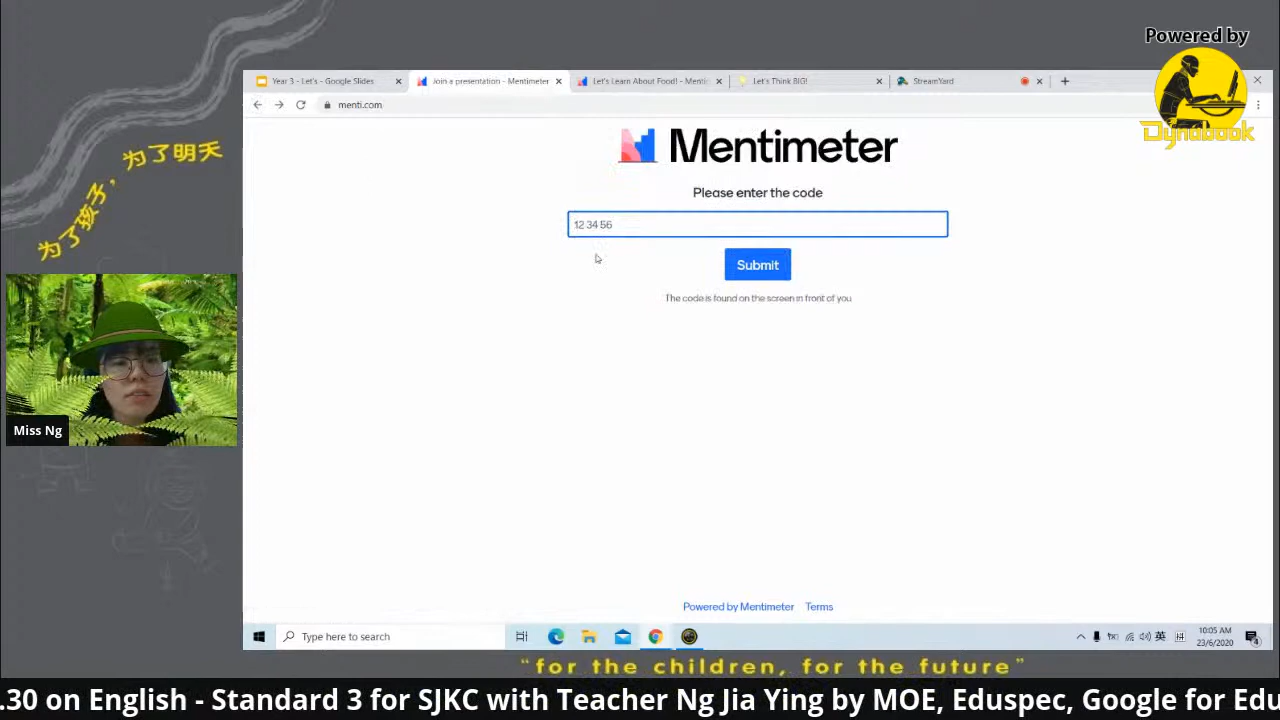 Powered by
Dynabook
为了孩子，为了明天
Year 3 - Let's - Google Slides
Join a presentation - Mentimeter
Let's Learn About Food! - Menti
Let's Think BIG!
StreamYard
menti.com
Mentimeter
Please enter the code
12 34 56
Submit
The code is found on the screen in front of you
Miss Ng
Powered by Mentimeter Terms
Type here to search
英
10:05 AM
23/6/2020
4
"for the children, for the future"
.30 on English - Standard 3 for SJKC with Teacher Ng Jia Ying by MOE, Eduspec, Google for Edu